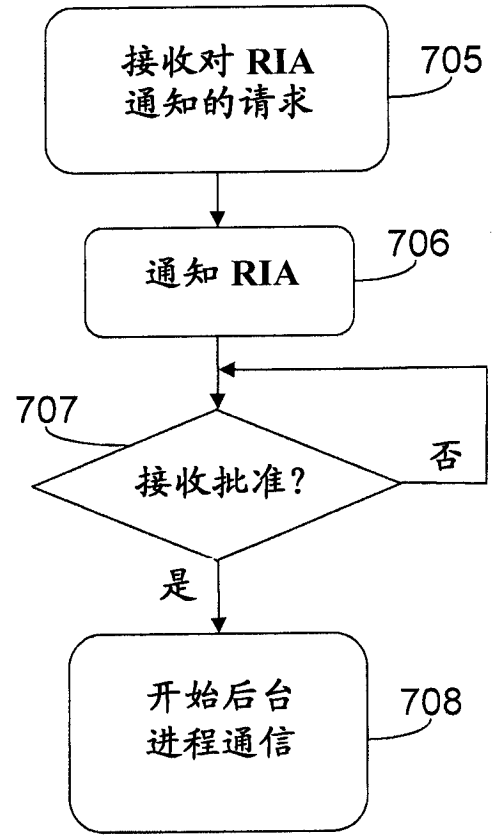 接收对 RIA
通知的请求
705
通知 RIA
706
707
接收批准?
否
是
开始后台
进程通信
708